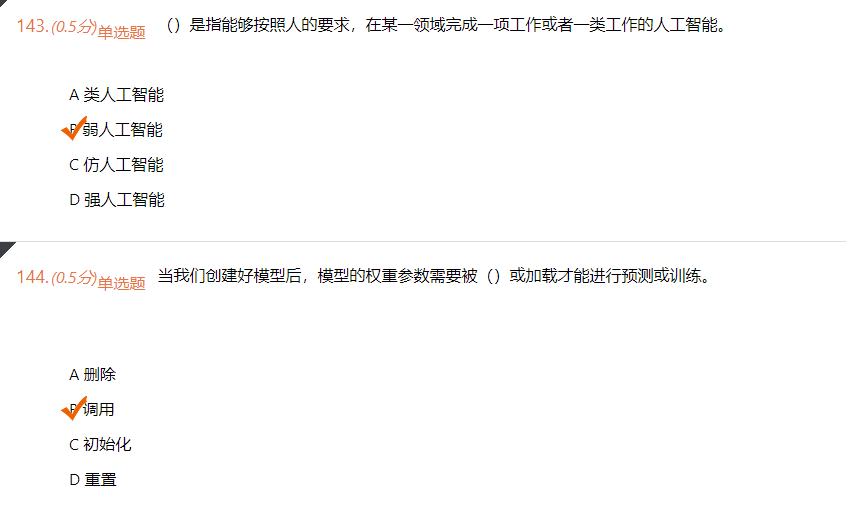 143.(0.5分)单选题 （）是指能够按照人的要求，在某一领域完成一项工作或者一类工作的人工智能。
A 类人工智能
B 弱人工智能
C 仿人工智能
D 强人工智能
144.(0.5分)单选题 当我们创建好模型后，模型的权重参数需要被（）或加载才能进行预测或训练。
A 删除
B 调用
C 初始化
D 重置